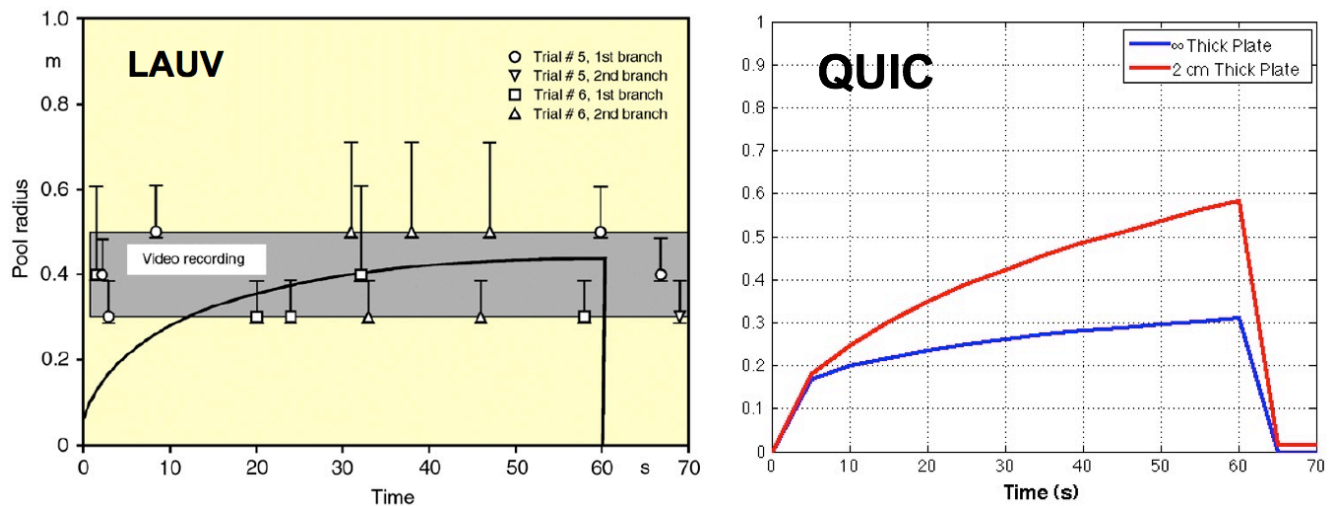 1.0
m
0.8
0.6
0.4
0.2
0
Pool radius
LAUV
Trial # 5, 1st branch
Trial # 5, 2nd branch
Trial # 6, 1st branch
Trial # 6, 2nd branch
Video recording
0 10 20 30 40 50 60 s 70
Time
1
0.9
0.8
0.7
0.6
0.5
0.4
0.3
0.2
0.1
0
QUIC
∞ Thick Plate
2 cm Thick Plate
0 10 20 30 40 50 60 70
Time (s)